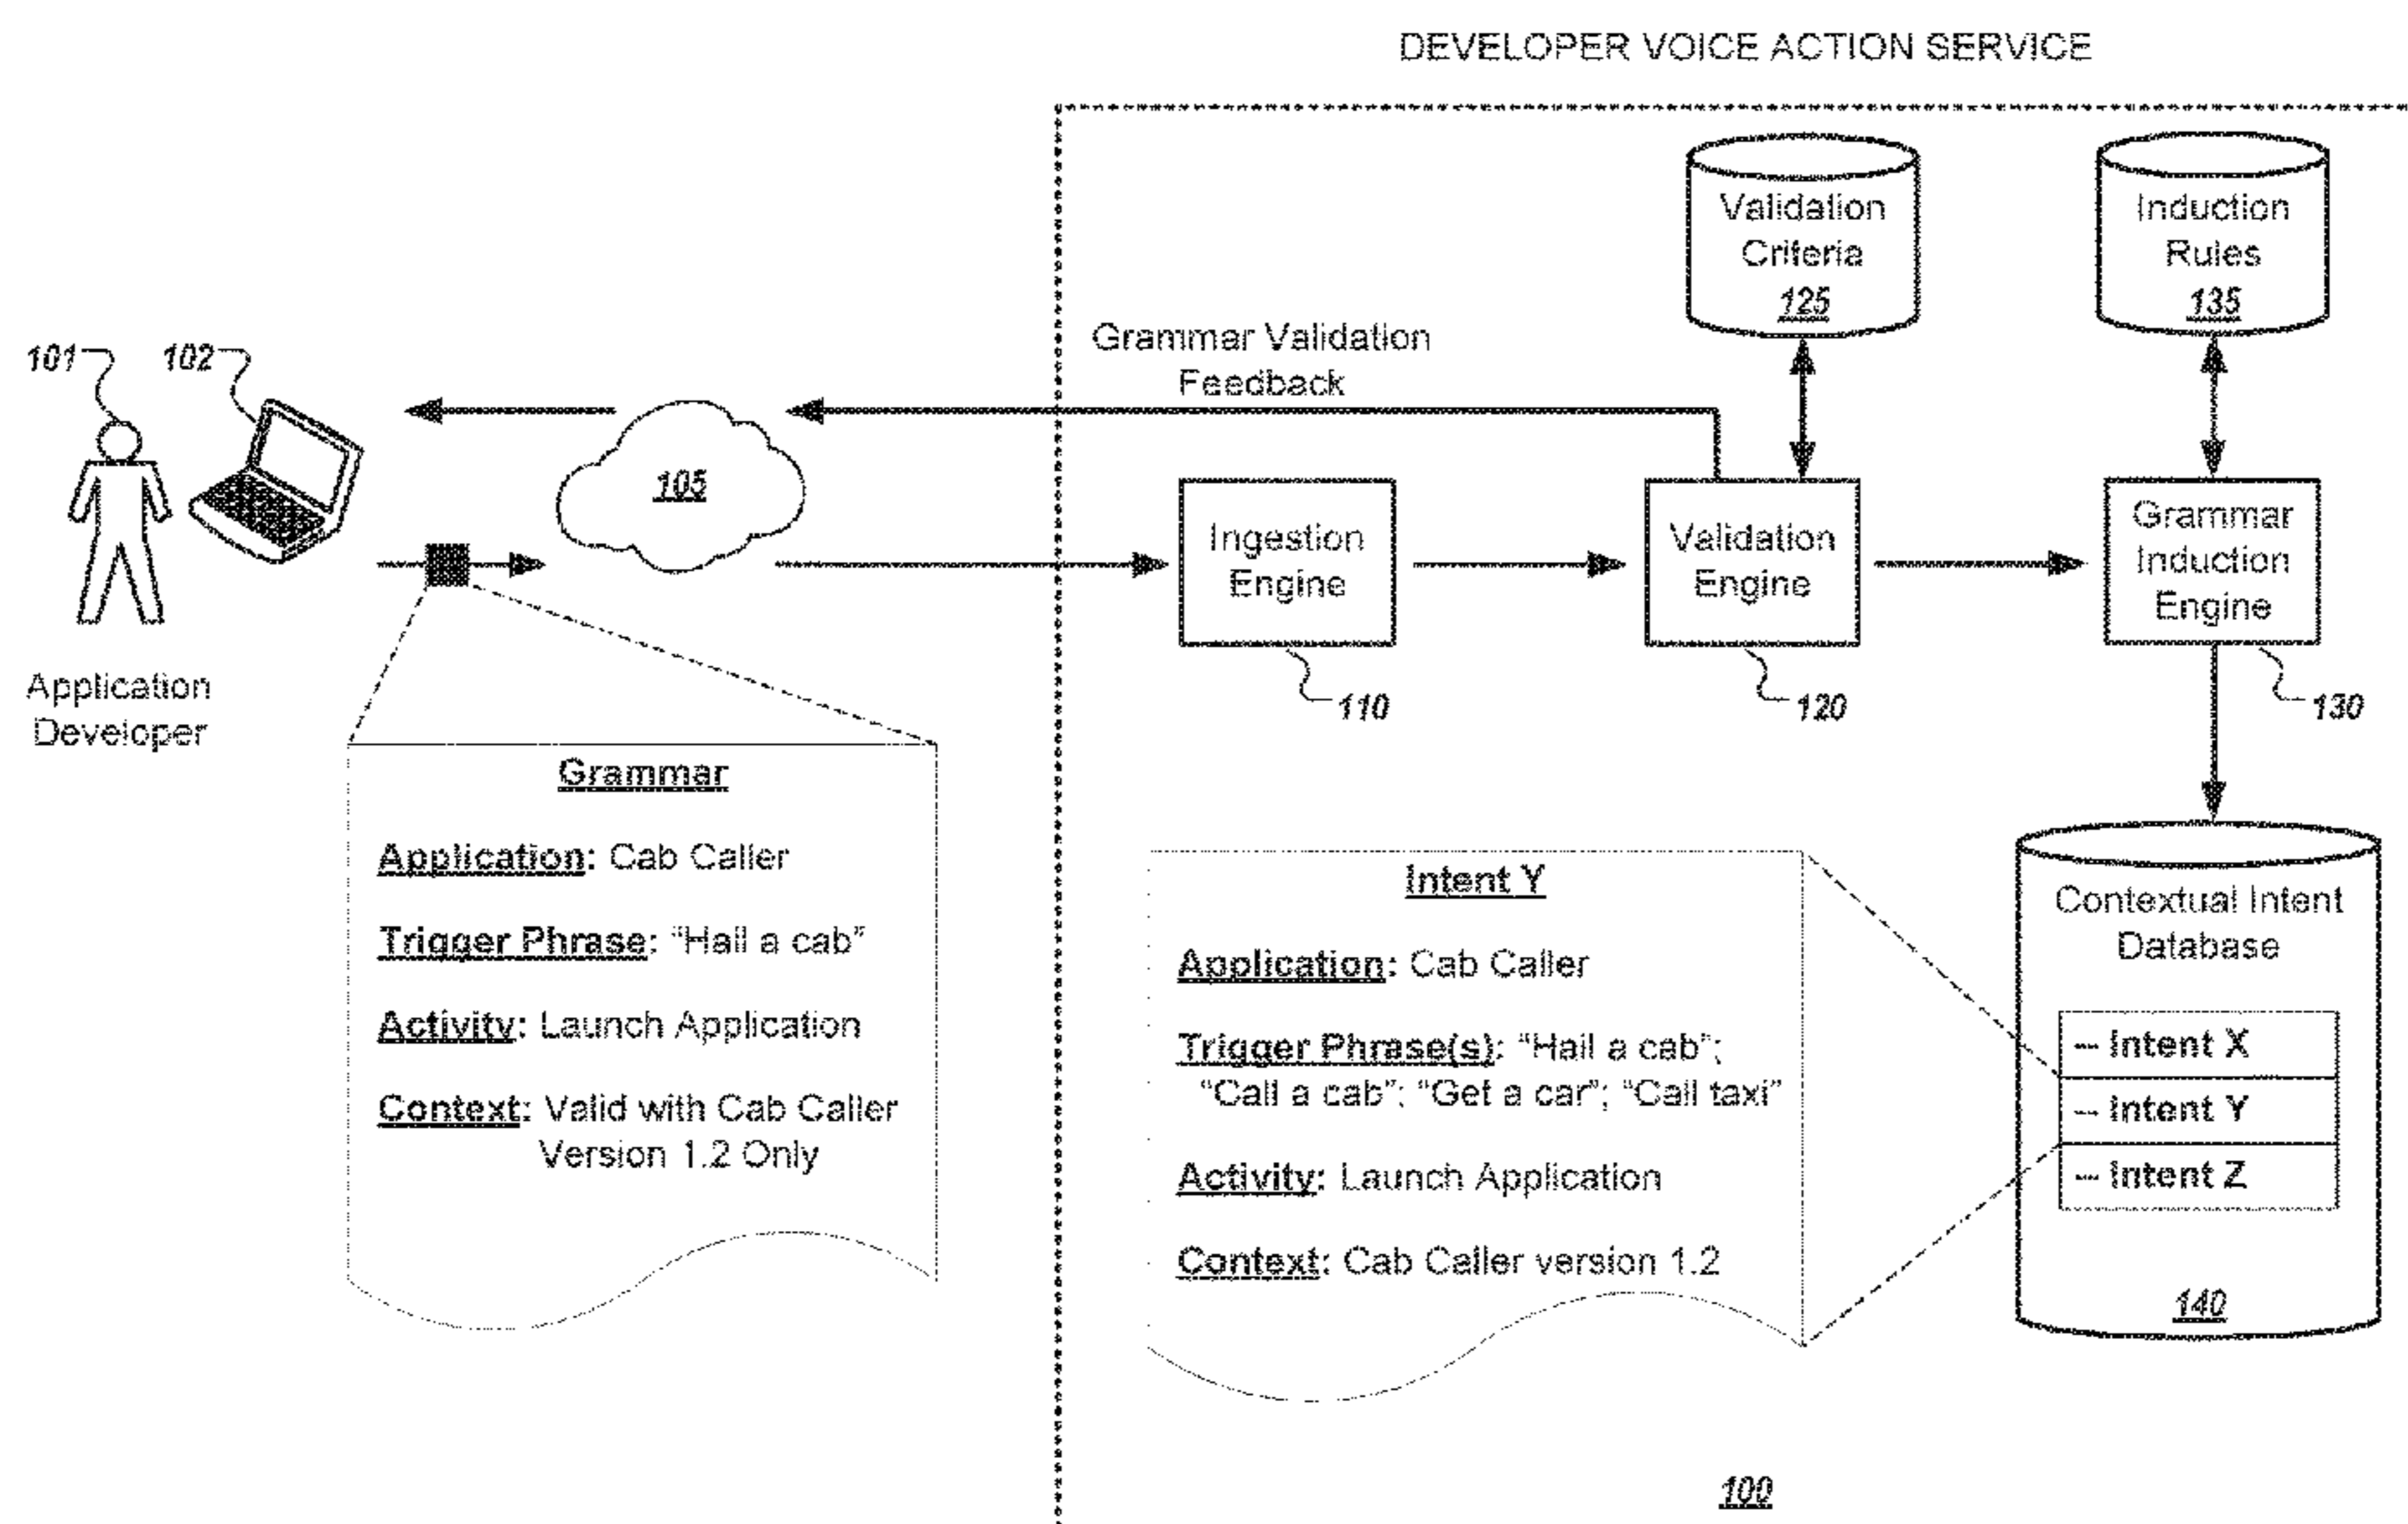 DEVELOPER VOICE ACTION SERVICE
Validation
Criteria
125
Induction
Rules
135
Grammar Validation
Feedback
101
102
105
Ingestion
Engine
Validation
Engine
Grammar
Induction
Engine
110
120
130
Application
Developer
Grammar
Application: Cab Caller
Trigger Phrase: “Hail a cab”
Activity: Launch Application
Context: Valid with Cab Caller
Version 1.2 Only
Intent Y
Application: Cab Caller
Trigger Phrase(s): “Hail a cab”;
“Call a cab”; “Get a car”; “Call taxi”
Activity: Launch Application
Context: Cab Caller version 1.2
Contextual Intent
Database
-- Intent X
-- Intent Y
-- Intent Z
140
100